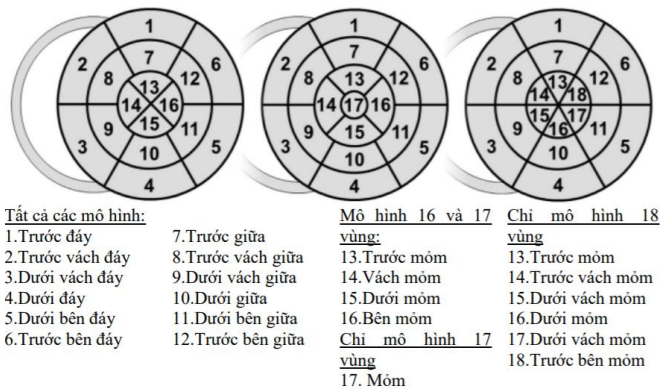 1
2
7
6
8
12
13
14
16
15
9
11
3
10
5
4
1
2
7
6
8
12
13
14
17
16
15
9
11
3
10
5
4
1
2
7
6
8
12
13
14
18
15
17
16
9
11
3
10
5
4
Tất cả các mô hình:
1.Trước đáy
2.Trước vách đáy
3.Dưới vách đáy
4.Dưới đáy
5.Dưới bên đáy
6.Trước bên đáy
7.Trước giữa
8.Trước vách giữa
9.Dưới vách giữa
10.Dưới giữa
11.Dưới bên giữa
12.Trước bên giữa
Mô hình 16 và 17
vùng:
13.Trước mỏm
14.Vách mỏm
15.Dưới mỏm
16.Bên mỏm
Chỉ mô hình 17
vùng
17. Mỏm
Chỉ mô hình 18
vùng
13.Trước mỏm
14.Trước vách mỏm
15.Dưới vách mỏm
16.Dưới mỏm
17.Dưới vách mỏm
18.Trước bên mỏm